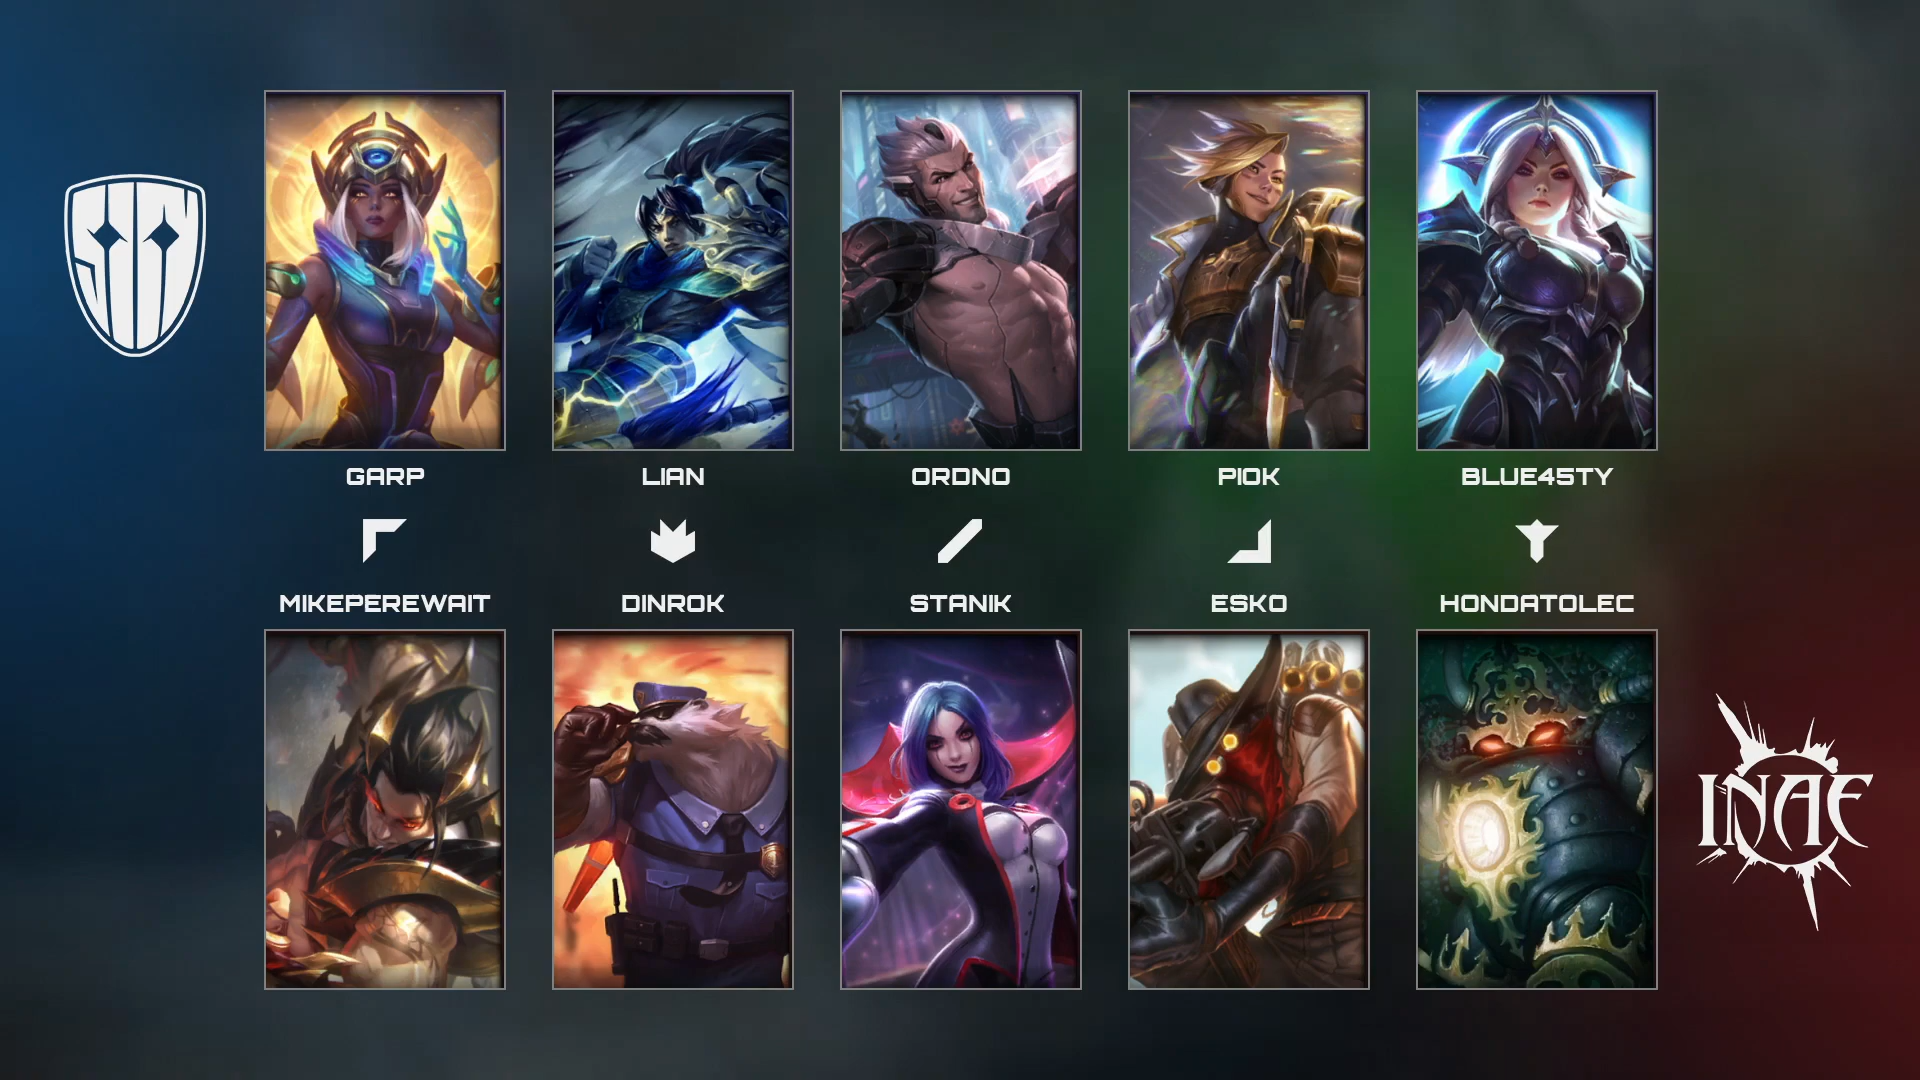 GARP
LIAN
ORDNO
PIOK
BLUE45TY
MIKEPEREWAIT
DINROK
STANIK
ESKO
HONDATOLEC
INAE